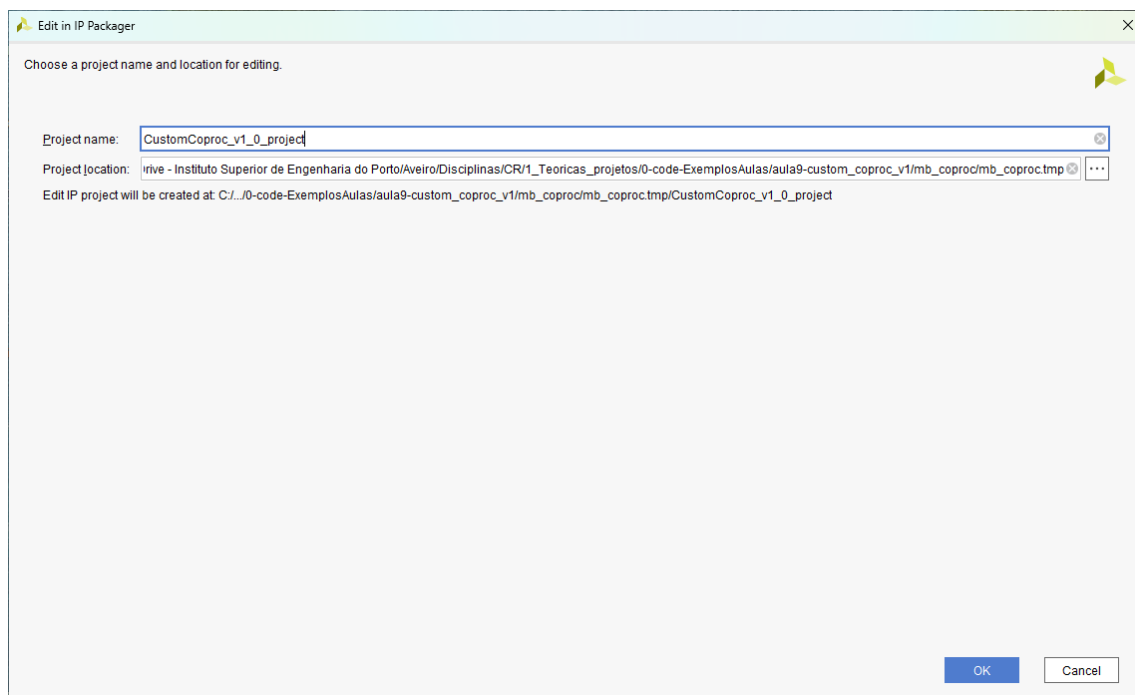 Edit in IP Packager
Choose a project name and location for editing.
Project name: CustomCoproc_v1_0_project
Project location: rive - Instituto Superior de Engenharia do Porto/Aveiro/Disciplinas/CR/1_Teoricas_projetos/0-code-ExemplosAulas/aula9-custom_coproc_v1/mb_coproc/mb_coproc.tmp ...
Edit IP project will be created at: C:/.../0-code-ExemplosAulas/aula9-custom_coproc_v1/mb_coproc/mb_coproc.tmp/CustomCoproc_v1_0_project
OK Cancel